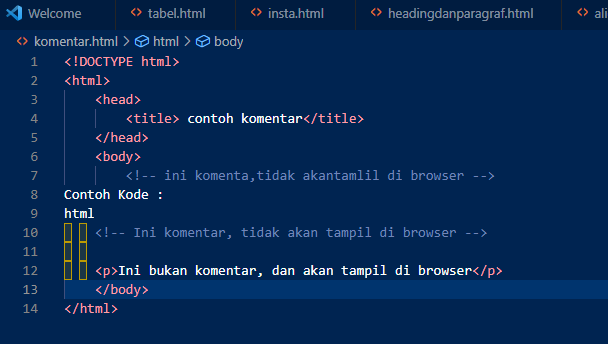 Welcome tabel.html insta.html headingdanparagraf.html ali
komentar.html > html > body
1 <!DOCTYPE html>
2 <html>
3 <head>
4 <title> contoh komentar</title>
5 </head>
6 <body>
7 <!-- ini komenta,tidak akantamlil di browser -->
8 Contoh Kode :
9 html
10 <!-- Ini komentar, tidak akan tampil di browser -->
11
12 <p>Ini bukan komentar, dan akan tampil di browser</p>
13 </body>
14 </html>